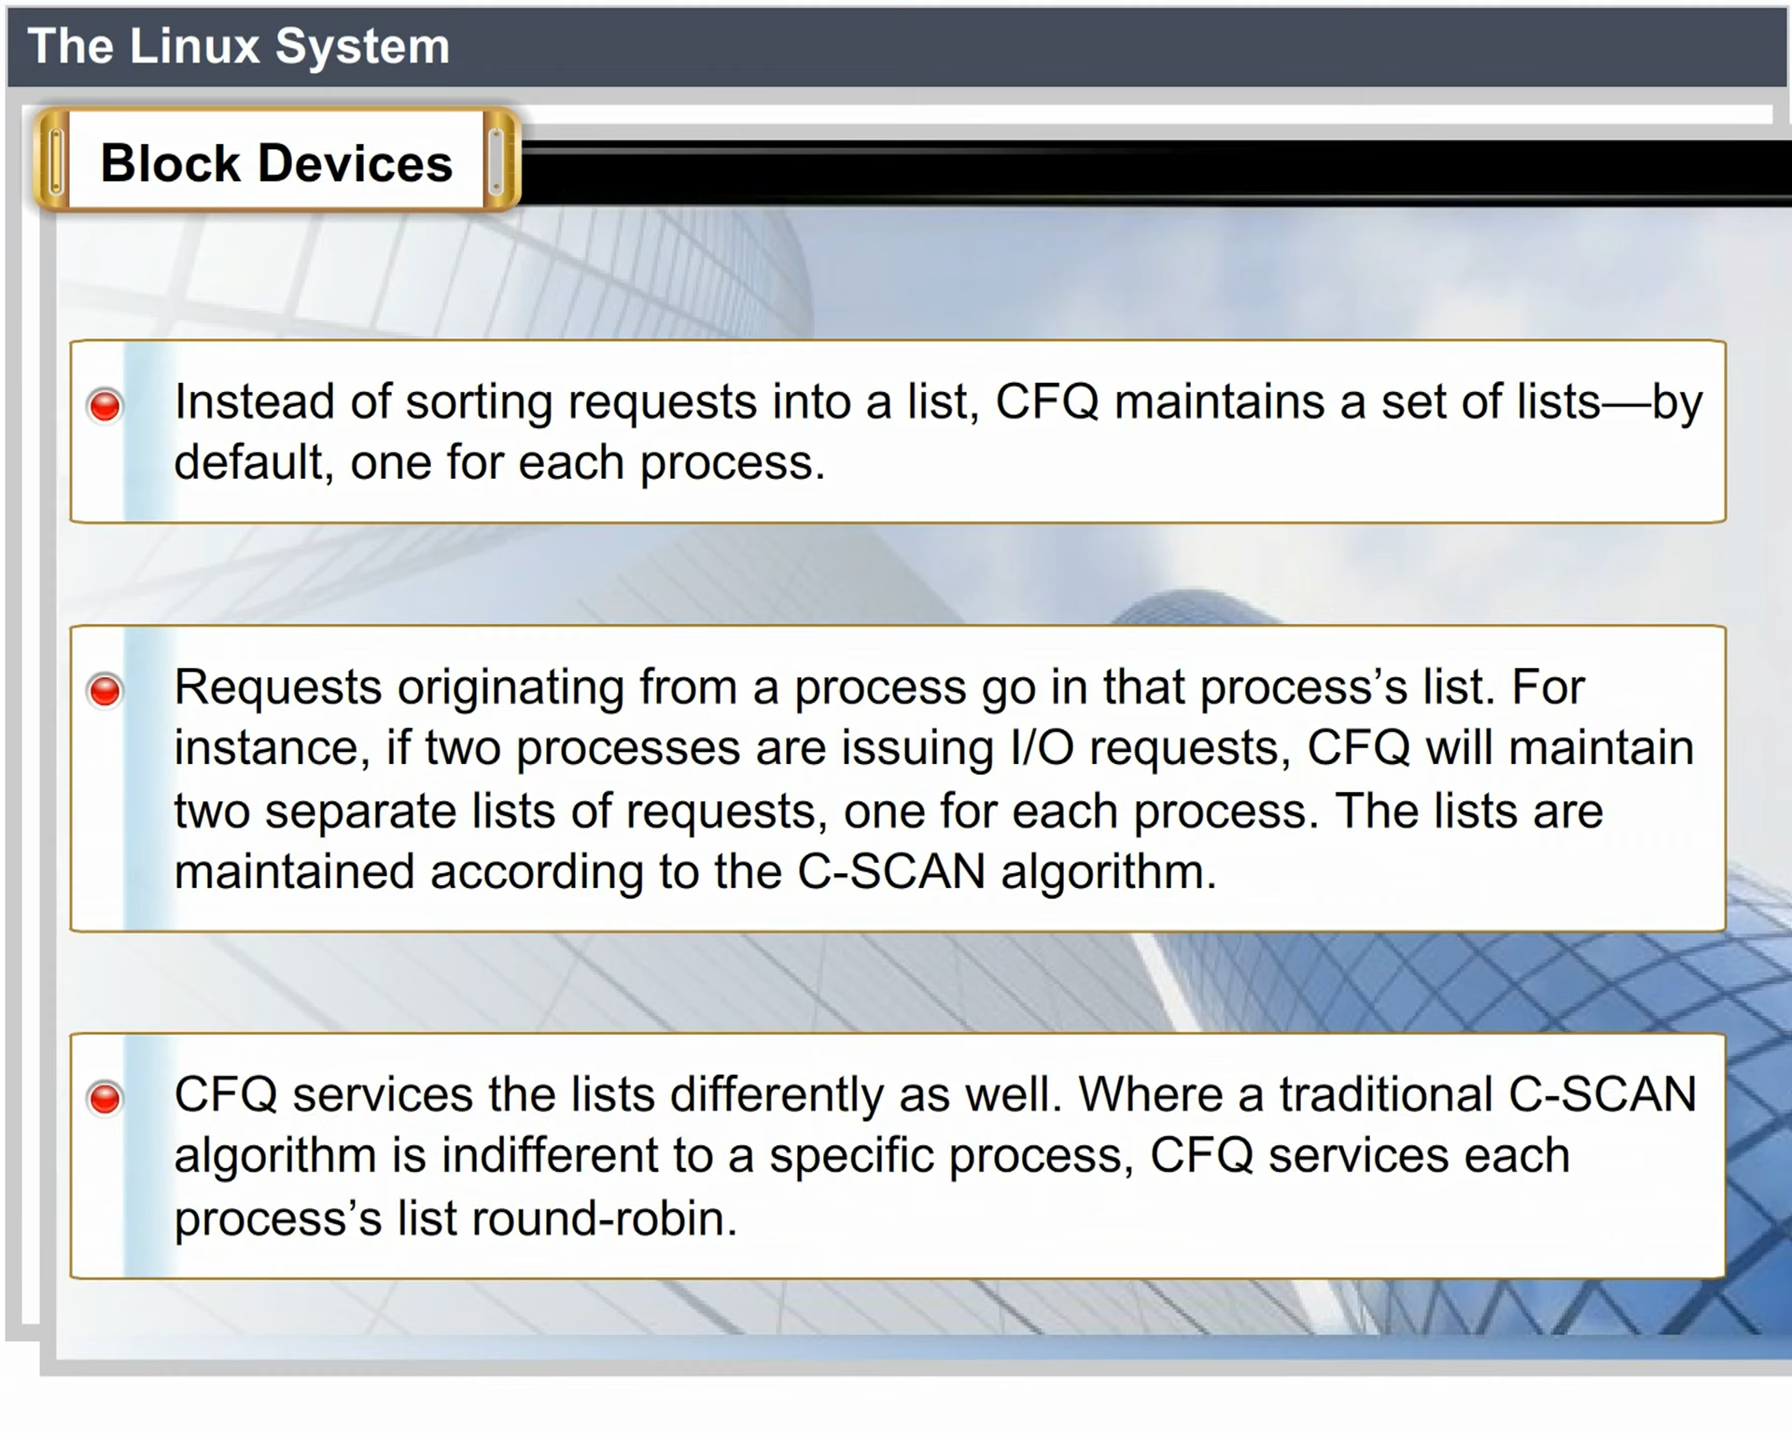 The Linux System
Block Devices
Instead of sorting requests into a list, CFQ maintains a set of lists—by
default, one for each process.
Requests originating from a process go in that process’s list. For
instance, if two processes are issuing I/O requests, CFQ will maintain
two separate lists of requests, one for each process. The lists are
maintained according to the C-SCAN algorithm.
CFQ services the lists differently as well. Where a traditional C-SCAN
algorithm is indifferent to a specific process, CFQ services each
process’s list round-robin.